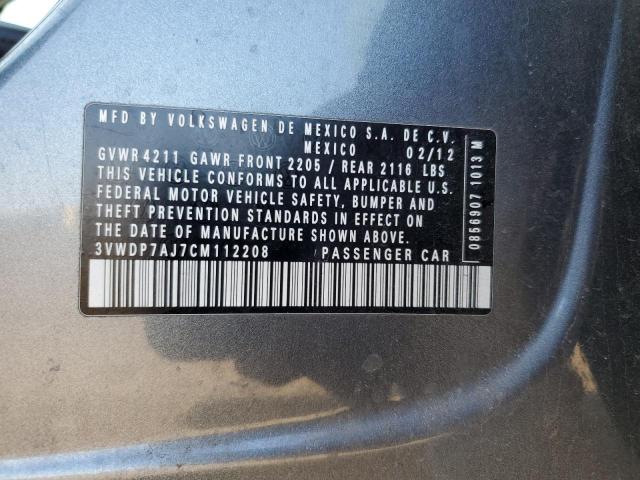 MFD BY VOLKSWAGEN DE MEXICO S.A. DE C.V.
MEXICO 02/12
GVWR 4211 GAWR FRONT 2205 / REAR 2116 LBS
THIS VEHICLE CONFORMS TO ALL APPLICABLE U.S.
FEDERAL MOTOR VEHICLE SAFETY, BUMPER AND
THEFT PREVENTION STANDARDS IN EFFECT ON
THE DATE OF MANUFACTURE SHOWN ABOVE
3VWDP7AJ7CM112208 PASSENGER CAR
0856907 1013 M